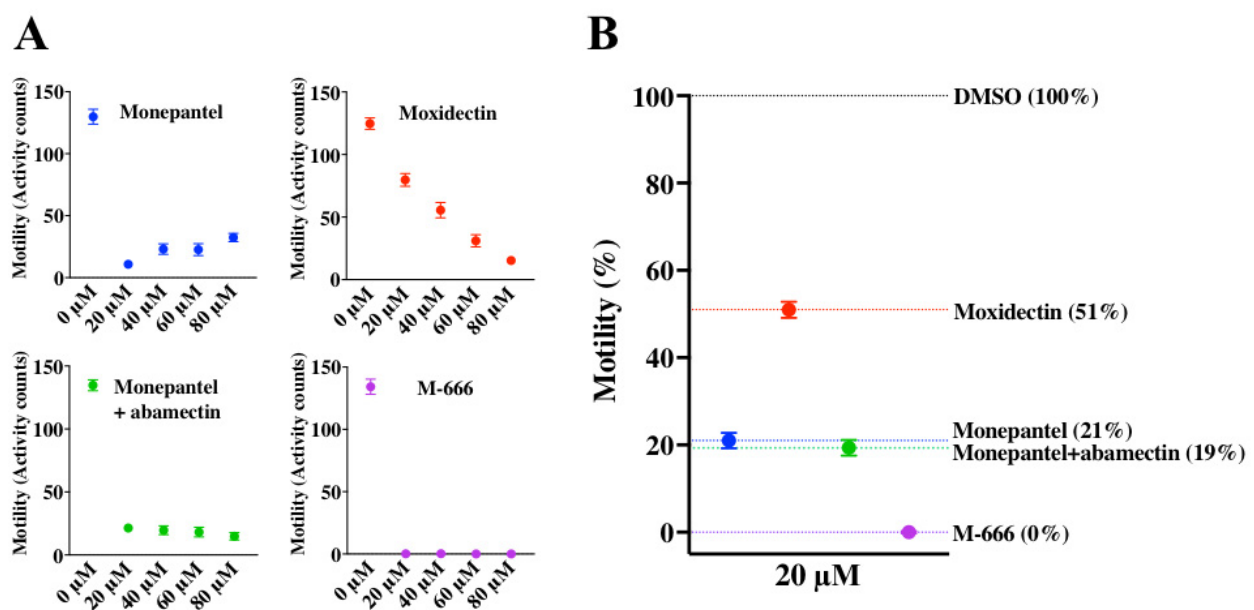 A
Motility (Activity counts)
150
100
50
0
Monepantel
0 µM
20 µM
40 µM
60 µM
80 µM
Motility (Activity counts)
150
100
50
0
Moxidectin
0 µM
20 µM
40 µM
60 µM
80 µM
Motility (Activity counts)
150
100
50
0
Monepantel
+ abamectin
0 µM
20 µM
40 µM
60 µM
80 µM
Motility (Activity counts)
150
100
50
0
M-666
0 µM
20 µM
40 µM
60 µM
80 µM
B
Motility (%)
100
80
60
40
20
0
DMSO (100%)
Moxidectin (51%)
Monepantel (21%)
Monepantel+abamectin (19%)
M-666 (0%)
20 µM